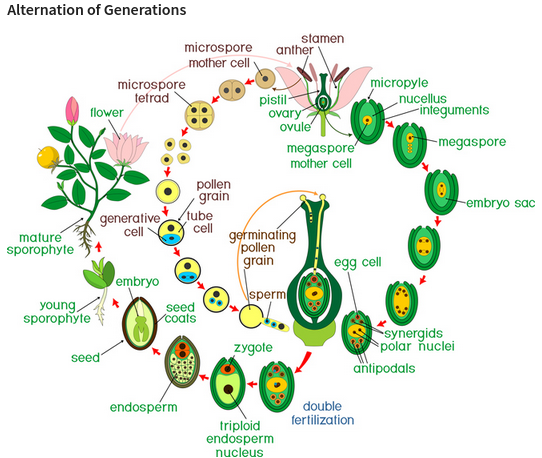 Alternation of Generations
stamen
anther
microspore
mother cell
microspore
tetrad
flower
pistil
ovary
ovule
micropyle
nucellus
integuments
megaspore
megaspore
mother cell
embryo sac
pollen
grain
generative
cell
tube
cell
germinating
pollen
grain
sperm
egg cell
synergids
polar nuclei
antipodals
mature
sporophyte
young
sporophyte
embryo
seed
coats
seed
endosperm
zygote
triploid
endosperm
nucleus
double
fertilization